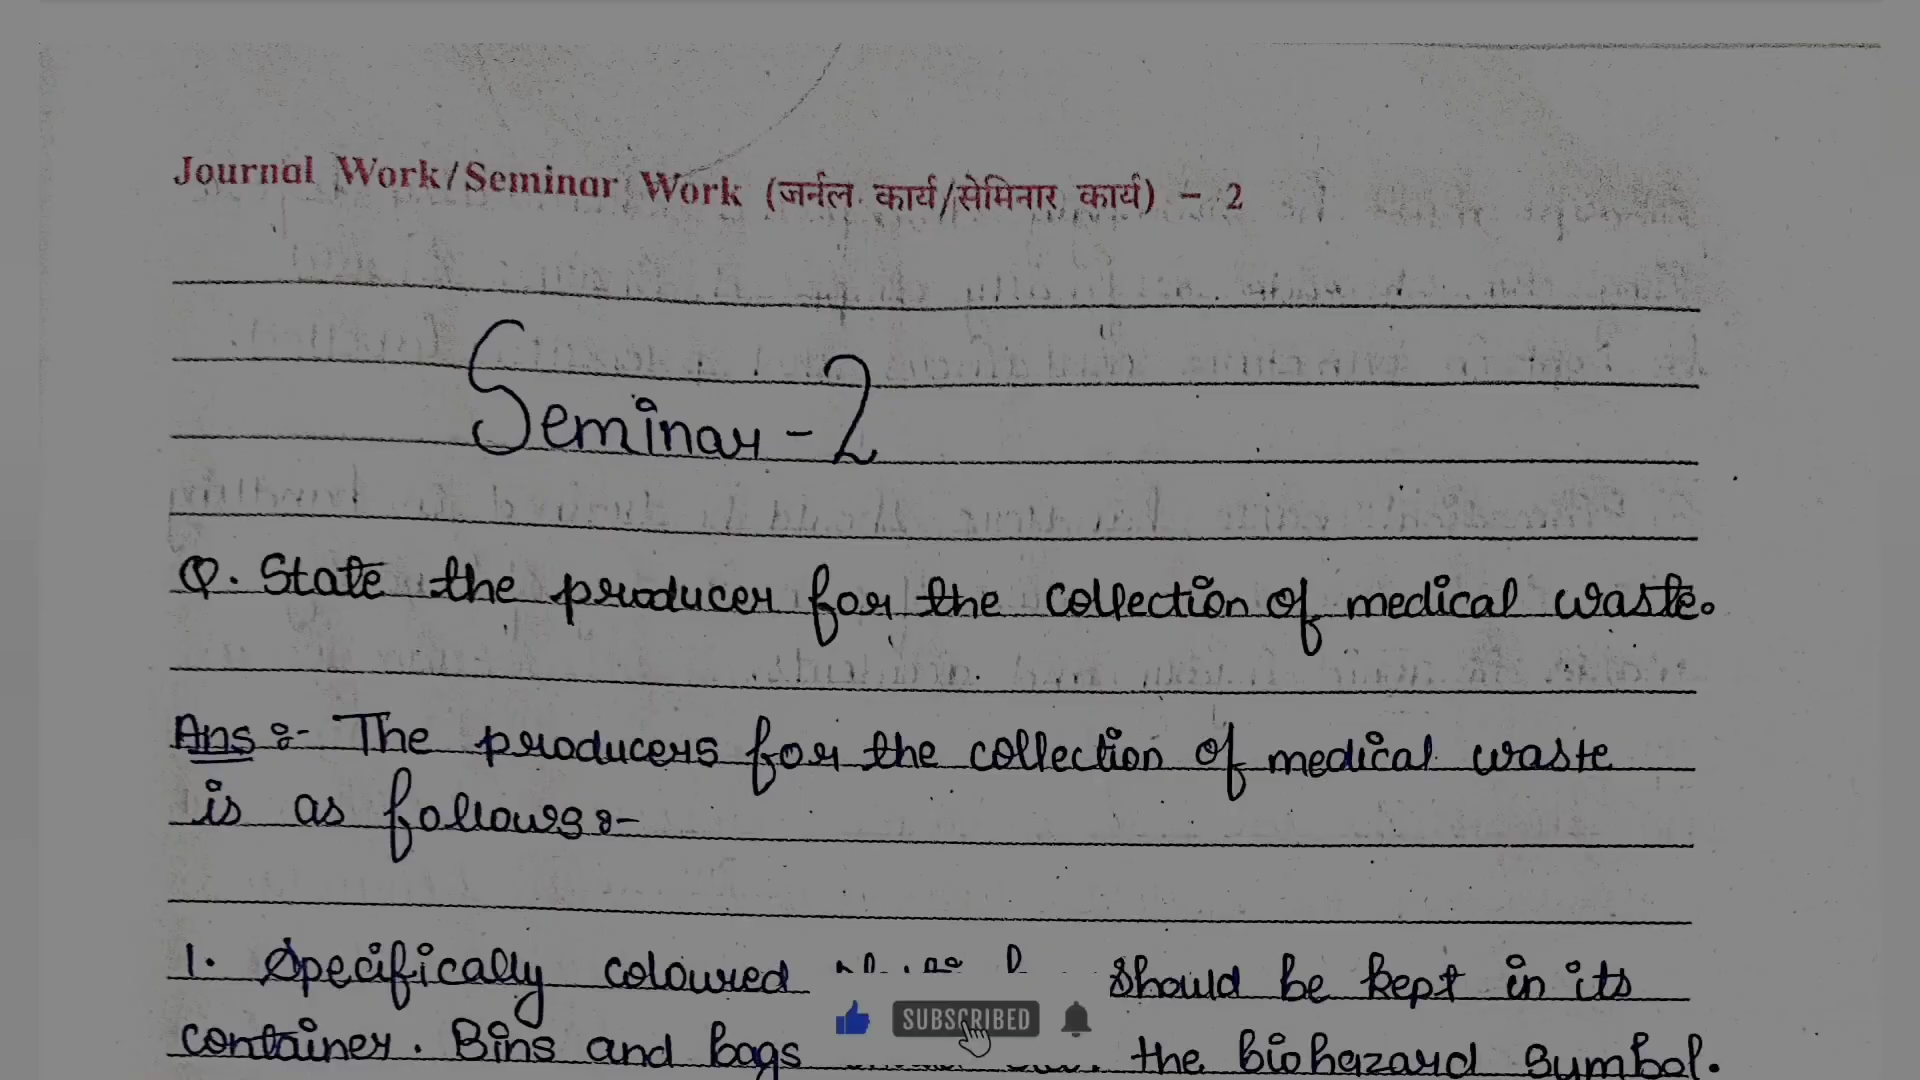 Journal Work/Seminar Work (जर्नल कार्य/सेमिनार कार्य) - 2
Seminar - 2
Q. State the producer for the collection of medical waste.
Ans :- The producers for the collection of medical waste
is as follows :-
1. Specifically coloured should be kept in its
container. Bins and bags the biohazard symbol.
SUBSCRIBED